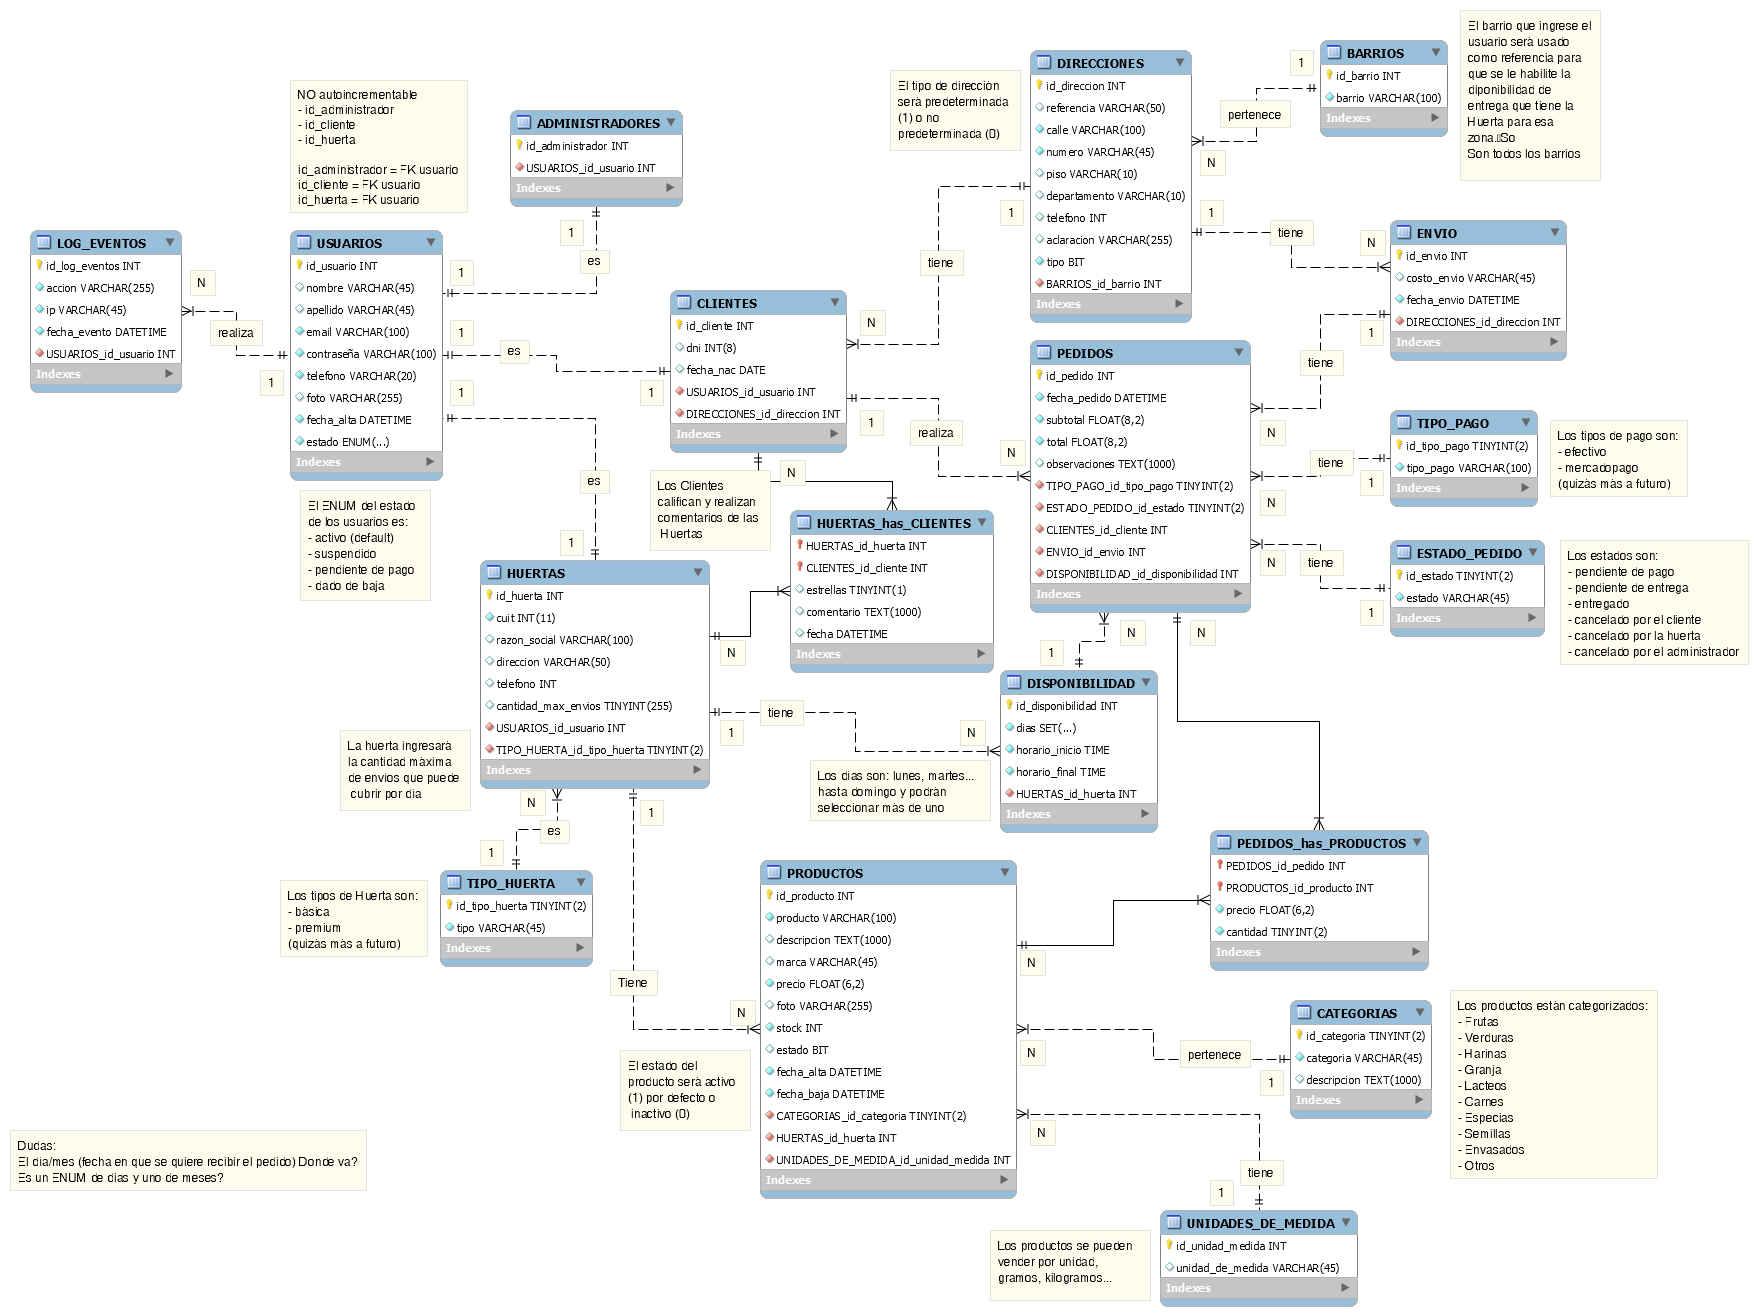 El barrio que ingrese el
usuario será usado
como referencia para
que se le habilite la
diponibilidad de
entrega que tiene la
Huerta para esa
zona.So
Son todos los barrios
BARRIOS
id_barrio INT
barrio VARCHAR(100)
Indexes
1
pertenece
N
DIRECCIONES
id_direccion INT
referencia VARCHAR(50)
calle VARCHAR(100)
numero VARCHAR(45)
piso VARCHAR(10)
departamento VARCHAR(10)
telefono INT
aclaracion VARCHAR(255)
tipo BIT
BARRIOS_id_barrio INT
Indexes
El tipo de dirección
será predeterminada
(1) o no
predeterminada (0)
NO autoincrementable
- id_administrador
- id_cliente
- id_huerta
id_administrador = FK usuario
id_cliente = FK usuario
id_huerta = FK usuario
ADMINISTRADORES
id_administrador INT
USUARIOS_id_usuario INT
Indexes
1
es
1
LOG_EVENTOS
id_log_eventos INT
accion VARCHAR(255)
ip VARCHAR(45)
fecha_evento DATETIME
USUARIOS_id_usuario INT
Indexes
N
realiza
1
USUARIOS
id_usuario INT
nombre VARCHAR(45)
apellido VARCHAR(45)
email VARCHAR(100)
contraseña VARCHAR(100)
telefono VARCHAR(20)
foto VARCHAR(255)
fecha_alta DATETIME
estado ENUM(...)
Indexes
1
es
1
1
es
1
El ENUM del estado
de los usuarios es:
- activo (default)
- suspendido
- pendiente de pago
- dado de baja
CLIENTES
id_cliente INT
dni INT(8)
fecha_nac DATE
USUARIOS_id_usuario INT
DIRECCIONES_id_direccion INT
Indexes
1
tiene
N
1
tiene
N
ENVIO
id_envio INT
costo_envio VARCHAR(45)
fecha_envio DATETIME
DIRECCIONES_id_direccion INT
Indexes
1
tiene
N
PEDIDOS
id_pedido INT
fecha_pedido DATETIME
subtotal FLOAT(8,2)
total FLOAT(8,2)
observaciones TEXT(1000)
TIPO_PAGO_id_tipo_pago TINYINT(2)
ESTADO_PEDIDO_id_estado TINYINT(2)
CLIENTES_id_cliente INT
ENVIO_id_envio INT
DISPONIBILIDAD_id_disponibilidad INT
Indexes
1
realiza
N
TIPO_PAGO
id_tipo_pago TINYINT(2)
tipo_pago VARCHAR(100)
Indexes
tiene
1
N
Los tipos de pago son:
- efectivo
- mercadopago
(quizás más a futuro)
ESTADO_PEDIDO
id_estado TINYINT(2)
estado VARCHAR(45)
Indexes
N
tiene
1
Los estados son:
- pendiente de pago
- pendiente de entrega
- entregado
- cancelado por el cliente
- cancelado por la huerta
- cancelado por el administrador
Los Clientes
califican y realizan
comentarios de las
Huertas
N
HUERTAS_has_CLIENTES
HUERTAS_id_huerta INT
CLIENTES_id_cliente INT
estrellas TINYINT(1)
comentario TEXT(1000)
fecha DATETIME
Indexes
N
HUERTAS
id_huerta INT
cuit INT(11)
razon_social VARCHAR(100)
direccion VARCHAR(50)
telefono INT
cantidad_max_envios TINYINT(255)
USUARIOS_id_usuario INT
TIPO_HUERTA_id_tipo_huerta TINYINT(2)
Indexes
La huerta ingresará
la cantidad máxima
de envíos que puede
cubrir por día
1
tiene
N
Los días son: lunes, martes...
hasta domingo y podrán
seleccionar más de uno
DISPONIBILIDAD
id_disponibilidad INT
dias SET(...)
horario_inicio TIME
horario_final TIME
HUERTAS_id_huerta INT
Indexes
1
N
N
N
es
1
TIPO_HUERTA
id_tipo_huerta TINYINT(2)
tipo VARCHAR(45)
Indexes
Los tipos de Huerta son:
- básica
- premium
(quizás más a futuro)
1
Tiene
N
PEDIDOS_has_PRODUCTOS
PEDIDOS_id_pedido INT
PRODUCTOS_id_producto INT
precio FLOAT(6,2)
cantidad TINYINT(2)
Indexes
N
PRODUCTOS
id_producto INT
producto VARCHAR(100)
descripcion TEXT(1000)
marca VARCHAR(45)
precio FLOAT(6,2)
foto VARCHAR(255)
stock INT
estado BIT
fecha_alta DATETIME
fecha_baja DATETIME
CATEGORIAS_id_categoria TINYINT(2)
HUERTAS_id_huerta INT
UNIDADES_DE_MEDIDA_id_unidad_medida INT
Indexes
El estado del
producto será activo
(1) por defecto o
inactivo (0)
N
pertenece
1
CATEGORIAS
id_categoria TINYINT(2)
categoria VARCHAR(45)
descripcion TEXT(1000)
Indexes
Los productos están categorizados:
- Frutas
- Verduras
- Harinas
- Granja
- Lacteos
- Carnes
- Especias
- Semillas
- Envasados
- Otros
N
tiene
1
UNIDADES_DE_MEDIDA
id_unidad_medida INT
unidad_de_medida VARCHAR(45)
Indexes
Los productos se pueden
vender por unidad,
gramos, kilogramos...
Dudas:
El día/mes (fecha en que se quiere recibir el pedido) Donde va?
Es un ENUM de días y uno de meses?